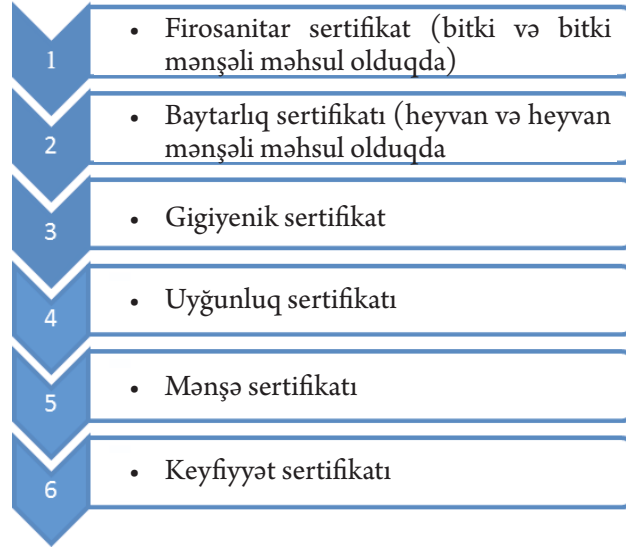 1
• Firosanitar sertifikat (bitki və bitki
mənşəli məhsul olduqda)
2
• Baytarlıq sertifikatı (heyvan və heyvan
mənşəli məhsul olduqda
3
• Gigiyenik sertifikat
4
• Uyğunluq sertifikatı
5
• Mənşə sertifikatı
6
• Keyfiyyət sertifikatı